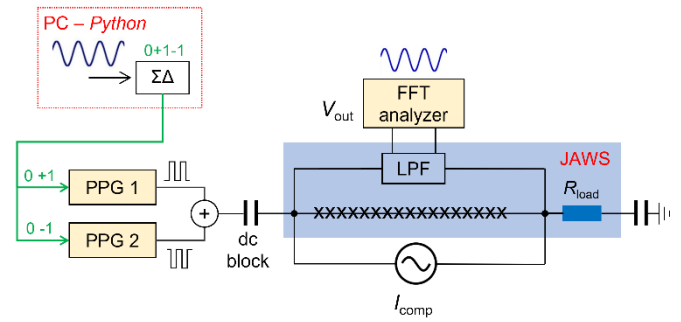 PC – Python
0+1-1
ΣΔ
FFT
analyzer
Vout
JAWS
LPF
Rload
0 +1
PPG 1
+
XXXXXXXXXXXXXXXXX
0 -1
PPG 2
dc
block
Icomp